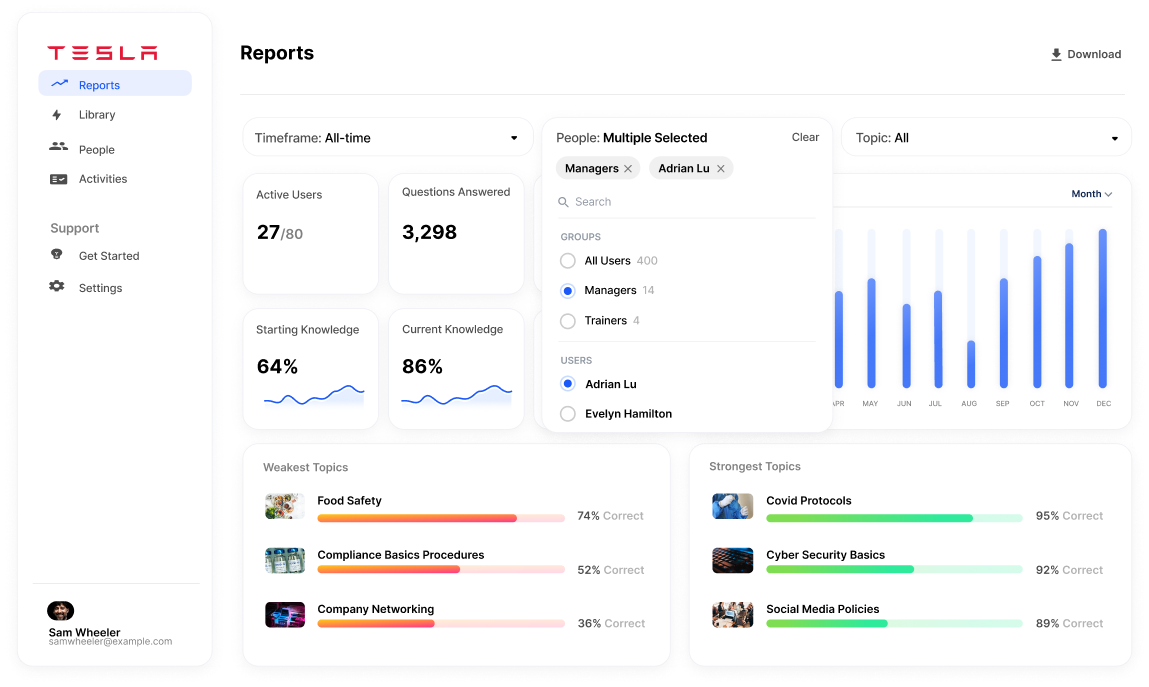 TESLA
Reports
Library
People
Activities
Support
Get Started
Settings
Sam Wheeler
samwheeler@example.com
Reports
Download
Timeframe: All-time
People: Multiple Selected
Clear
Managers
Adrian Lu
Search
GROUPS
All Users 400
Managers 14
Trainers 4
USERS
Adrian Lu
Evelyn Hamilton
Topic: All
Active Users
27/80
Questions Answered
3,298
Starting Knowledge
64%
Current Knowledge
86%
Month
MAY JUN JUL AUG SEP OCT NOV DEC
Weakest Topics
Food Safety
74% Correct
Compliance Basics Procedures
52% Correct
Company Networking
36% Correct
Strongest Topics
Covid Protocols
95% Correct
Cyber Security Basics
92% Correct
Social Media Policies
89% Correct